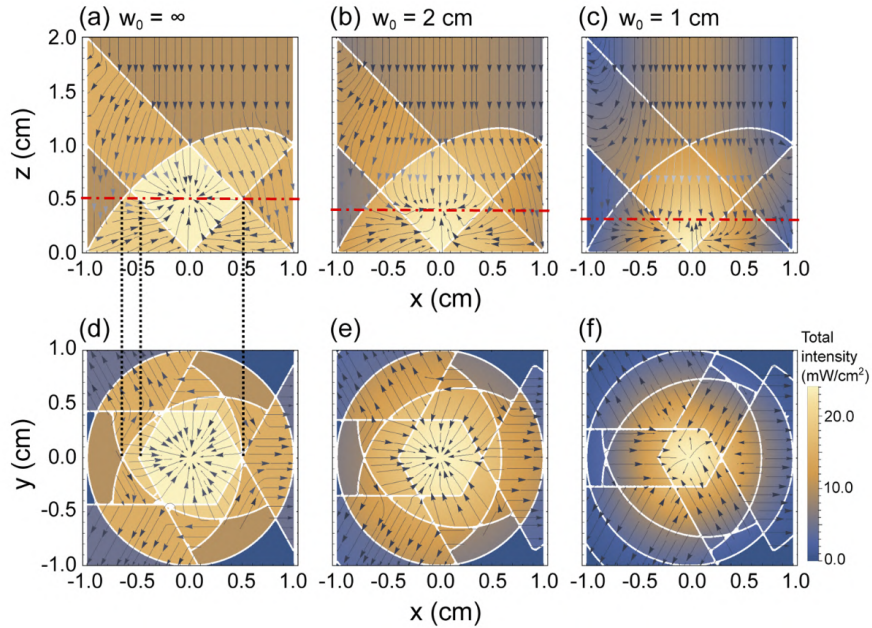 (a) w₀ = ∞
(b) w₀ = 2 cm
(c) w₀ = 1 cm
z (cm)
2.0
1.5
1.0
0.5
0.0
-1.0 -0.5 0.0 0.5 1.0
-1.0 -0.5 0.0 0.5 1.0
-1.0 -0.5 0.0 0.5 1.0
x (cm)
x (cm)
x (cm)
(d)
(e)
(f)
y (cm)
1.0
0.5
0.0
-0.5
-1.0
-1.0 -0.5 0.0 0.5 1.0
-1.0 -0.5 0.0 0.5 1.0
-1.0 -0.5 0.0 0.5 1.0
x (cm)
x (cm)
Total
intensity
(mW/cm²)
20.0
10.0
0.0